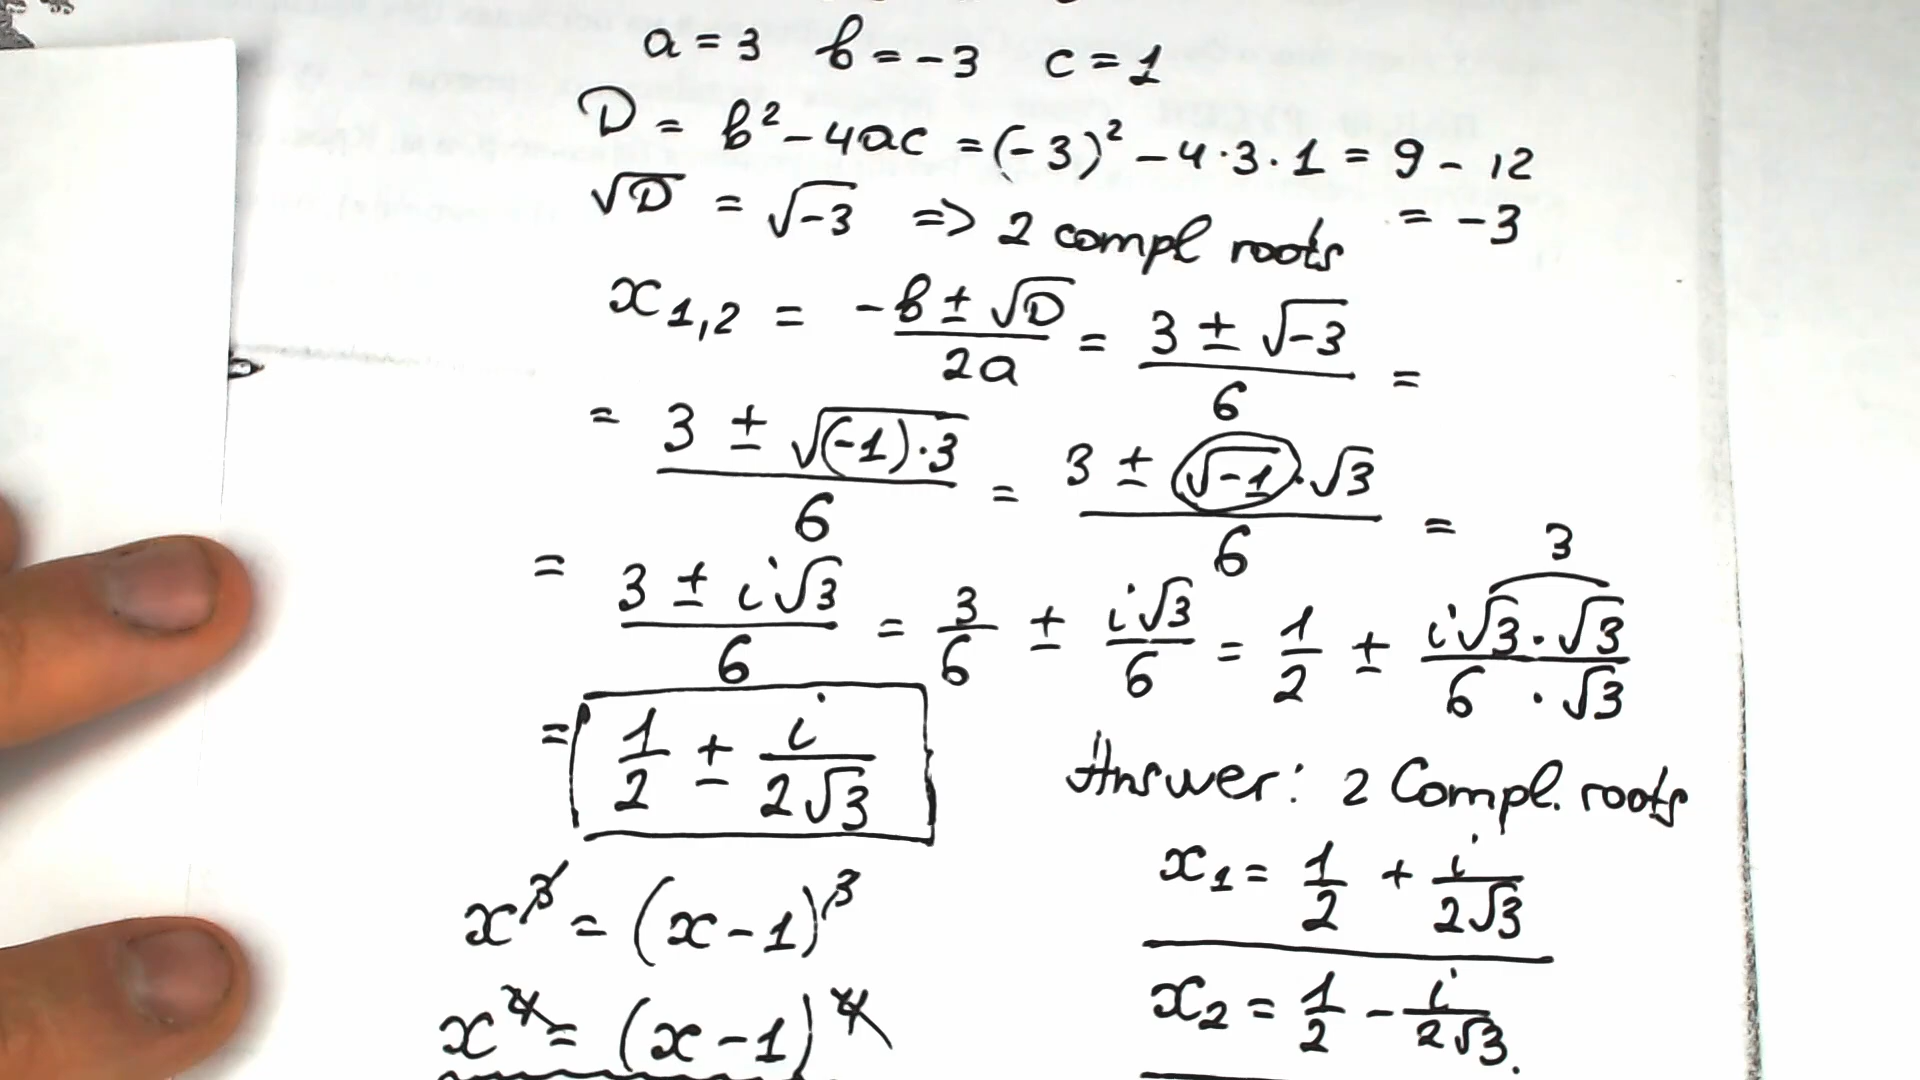 a = 3 b = -3 c = 1
D = b² - 4ac = (-3)² - 4·3·1 = 9 - 12
= -3
√D = √-3 => 2 compl roots
x₁,₂ = (-b ± √D)/(2a) = (3 ± √-3)/6 =
= (3 ± √((-1)·3))/6 = (3 ± √-1·√3)/6 =
= (3 ± i√3)/6 = 3/6 ± i√3/6 = 1/2 ± (i√3·√3)/(6·√3)
3
= 1/2 ± i/(2√3)
Answer: 2 Compl. roots
x₁ = 1/2 + i/(2√3)
x₂ = 1/2 - i/(2√3).
x³ = (x-1)³
x⁴ = (x-1)⁴